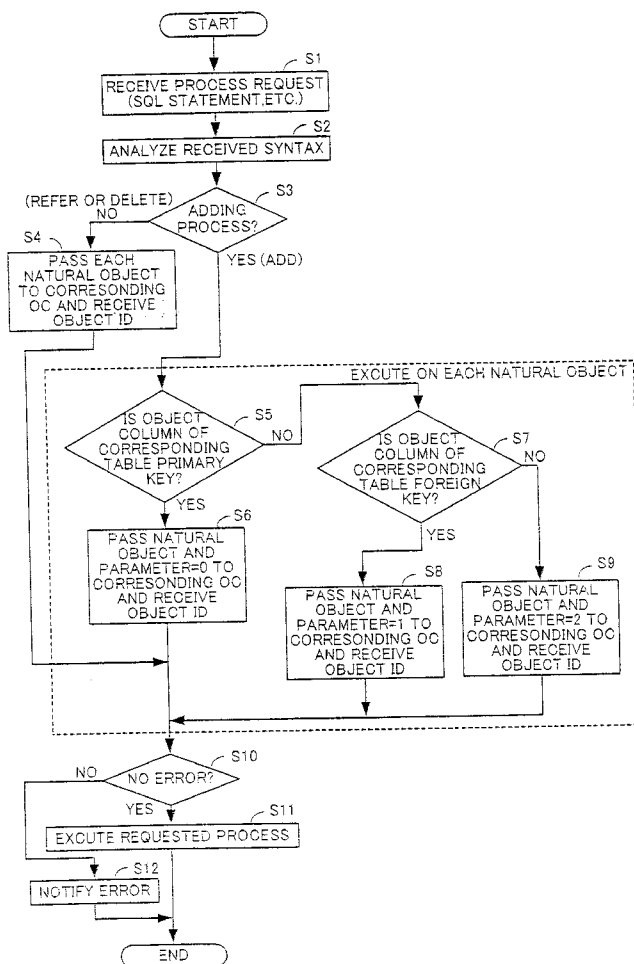 START
S1
RECEIVE PROCESS REQUEST
(SQL STATEMENT,ETC.)
S2
ANALYZE RECEIVED SYNTAX
S3
(REFER OR DELETE)
NO
ADDING
PROCESS?
YES (ADD)
S4
PASS EACH
NATURAL OBJECT
TO CORRESONDING
OC AND RECEIVE
OBJECT ID
EXCUTE ON EACH NATURAL OBJECT
S5
IS OBJECT
COLUMN OF
CORRESPONDING
TABLE PRIMARY
KEY?
NO
YES
S7
IS OBJECT
COLUMN OF
CORRESPONDING
TABLE FOREIGN
KEY?
NO
YES
S6
PASS NATURAL
OBJECT AND
PARAMETER=0 TO
CORRESONDING OC
AND RECEIVE
OBJECT ID
S8
PASS NATURAL
OBJECT AND
PARAMETER=1 TO
CORRESONDING OC
AND RECEIVE
OBJECT ID
S9
PASS NATURAL
OBJECT AND
PARAMETER=2 TO
CORRESONDING OC
AND RECEIVE
OBJECT ID
S10
NO
NO ERROR?
YES
S11
EXCUTE REQUESTED PROCESS
S12
NOTIFY ERROR
END